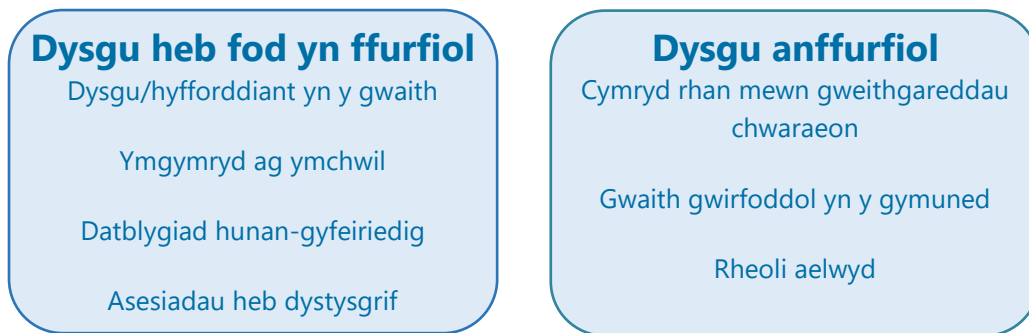 Dysgu heb fod yn ffurfiol
Dysgu/hyfforddiant yn y gwaith
Ymgymryd ag ymchwil
Datblygiad hunan-gyfeiriedig
Asesiadau heb dystysgrif
Dysgu anffurfiol
Cymryd rhan mewn gweithgareddau
chwaraeon
Gwaith gwirfoddol yn y gymuned
Rheoli aelwyd